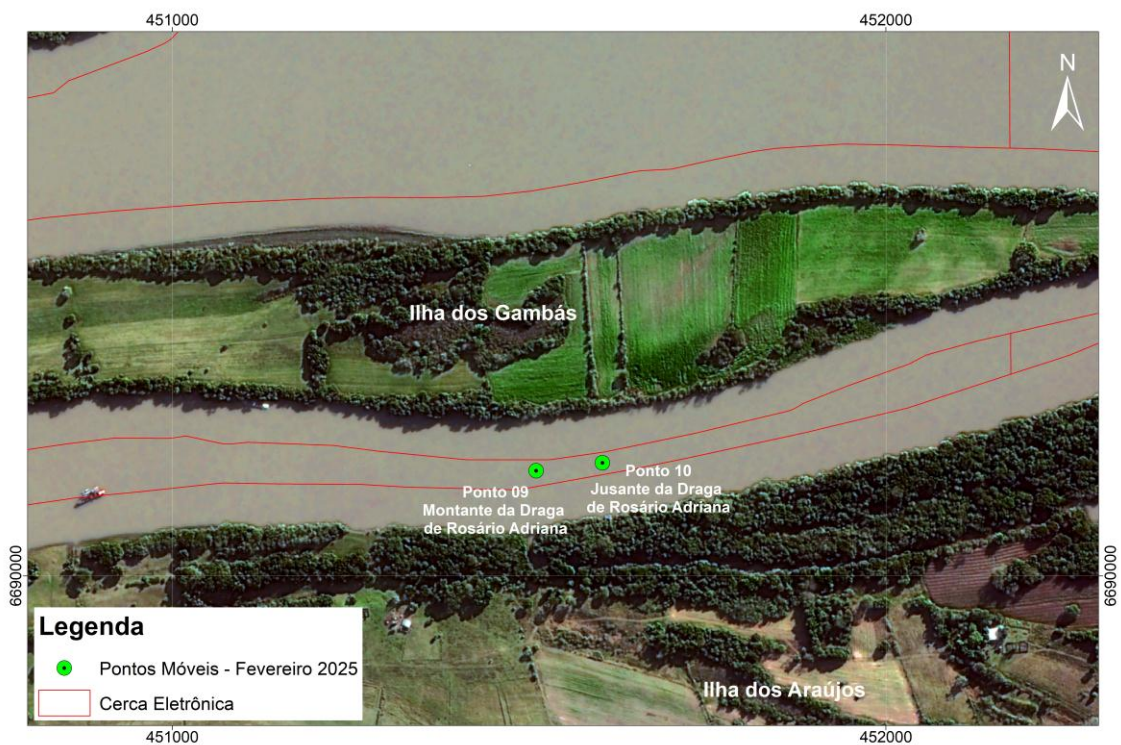 451000
452000
N
Ilha dos Gambás
Ponto 09
Montante da Draga
de Rosário Adriana
Ponto 10
Jusante da Draga
de Rosário Adriana
6690000
6690000
Legenda
Pontos Móveis - Fevereiro 2025
Cerca Eletrônica
Ilha dos Araújos
451000
452000